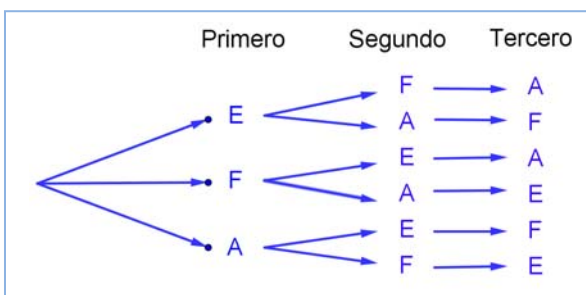 Primero Segundo Tercero
F A
E
A F
E A
F
A E
E F
A
F E